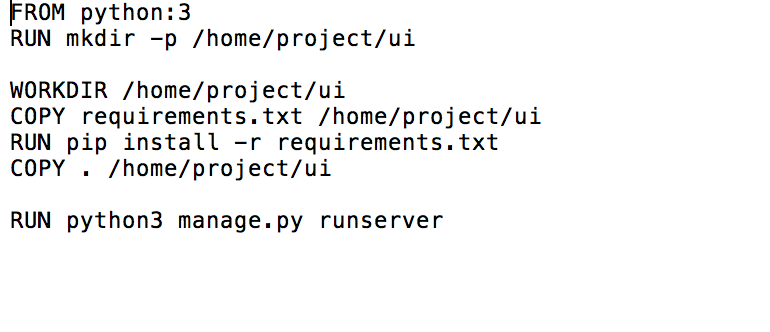 FROM python:3
RUN mkdir -p /home/project/ui
WORKDIR /home/project/ui
COPY requirements.txt /home/project/ui
RUN pip install -r requirements.txt
COPY . /home/project/ui
RUN python3 manage.py runserver